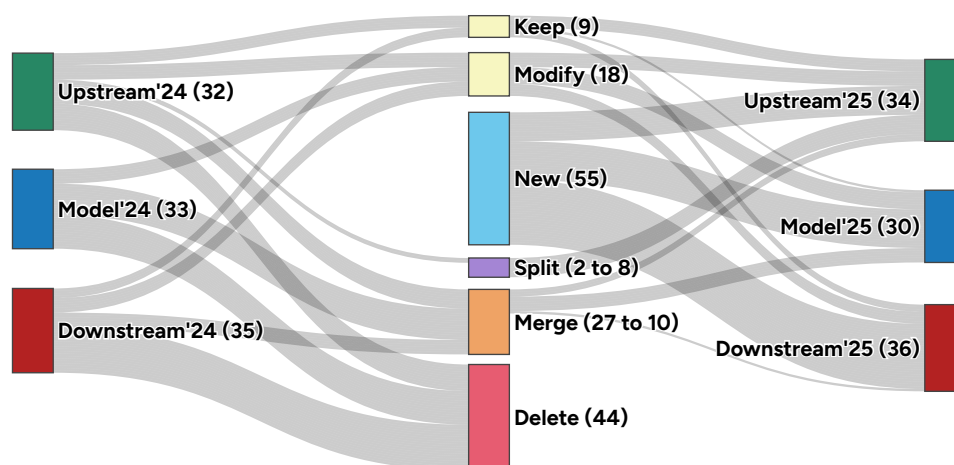 Upstream'24 (32)
Model'24 (33)
Downstream'24 (35)
Keep (9)
Modify (18)
New (55)
Split (2 to 8)
Merge (27 to 10)
Delete (44)
Upstream'25 (34)
Model'25 (30)
Downstream'25 (36)